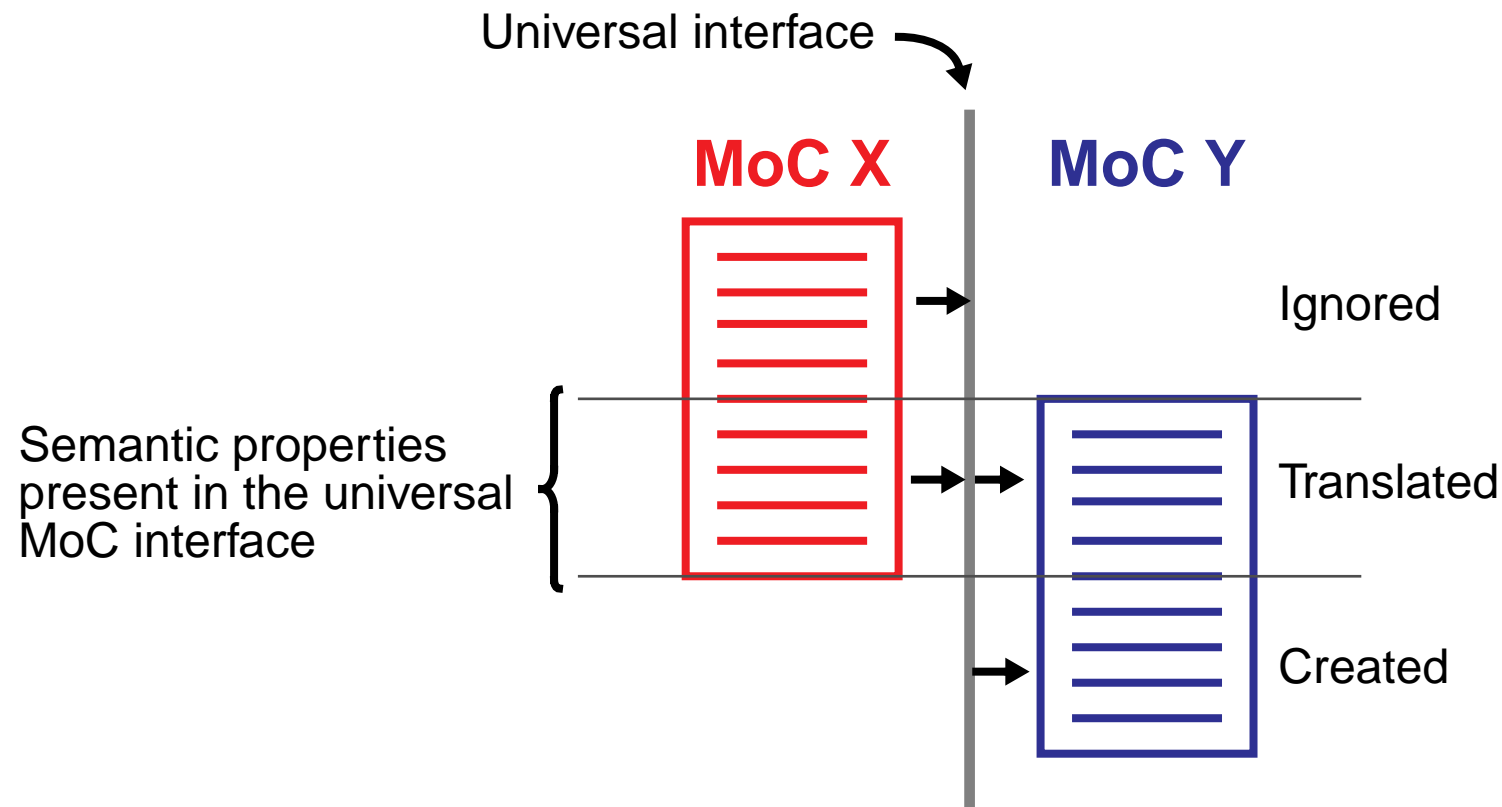 Universal interface
MoC X
MoC Y
Ignored
Semantic properties
present in the universal
MoC interface
Translated
Created